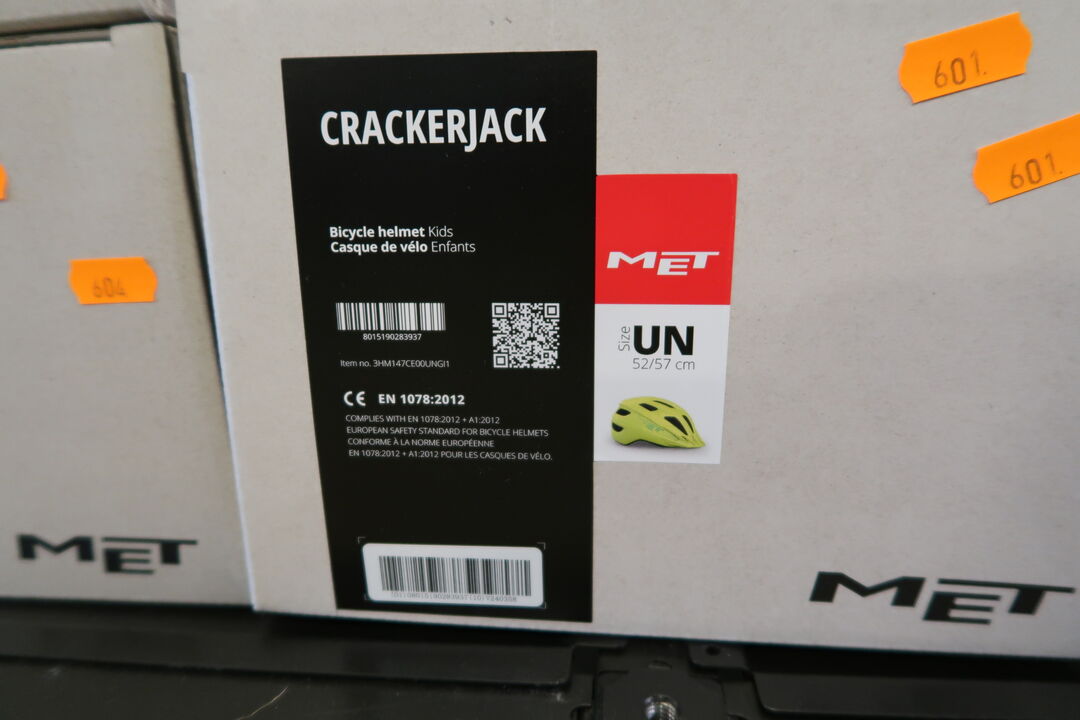 601.
601.
604
CRACKERJACK
Bicycle helmet Kids
Casque de vélo Enfants
8015190283937
Item no. 3HM147CE00UNGI1
CE EN 1078:2012
COMPLIES WITH EN 1078:2012 + A1:2012
EUROPEAN SAFETY STANDARD FOR BICYCLE HELMETS
CONFORME À LA NORME EUROPÉENNE
EN 1078:2012 + A1:2012 POUR LES CASQUES DE VÉLO.
MET
Size UN
52/57 cm
MET
MET